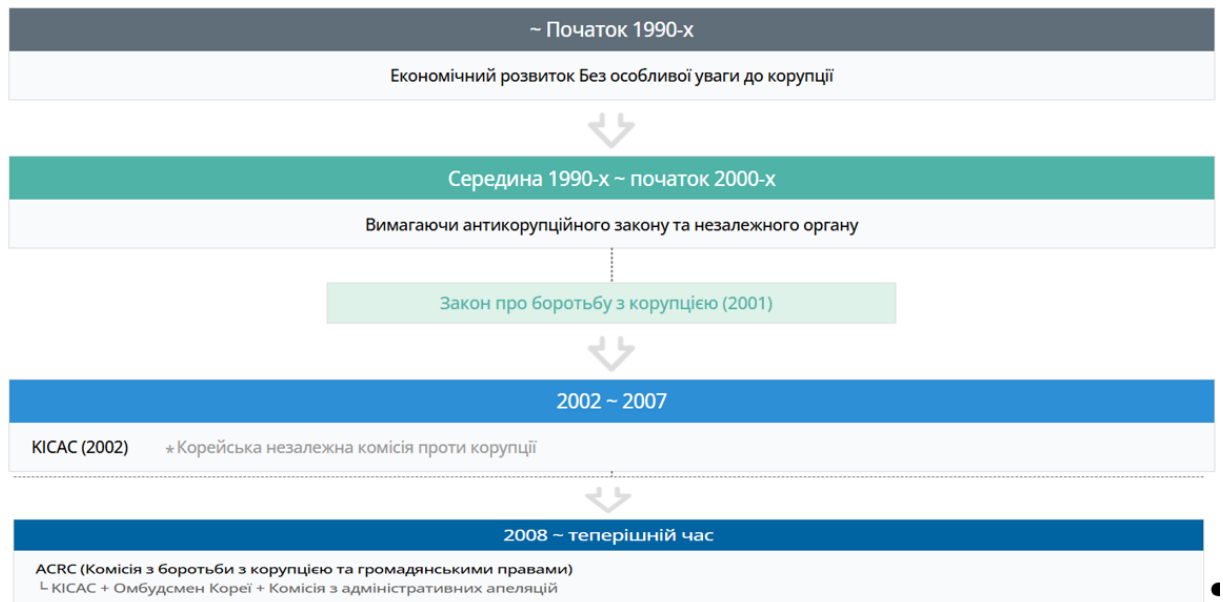 ~ Початок 1990-х
Економічний розвиток Без особливої уваги до корупції
Середина 1990-х ~ початок 2000-х
Вимагаючи антикорупційного закону та незалежного органу
Закон про боротьбу з корупцією (2001)
2002 ~ 2007
KICAC (2002) *Корейська незалежна комісія проти корупції
2008 ~ теперішній час
ACRC (Комісія з боротьби з корупцією та громадянськими правами)
└ KICAC + Омбудсмен Кореї + Комісія з адміністративних апеляцій